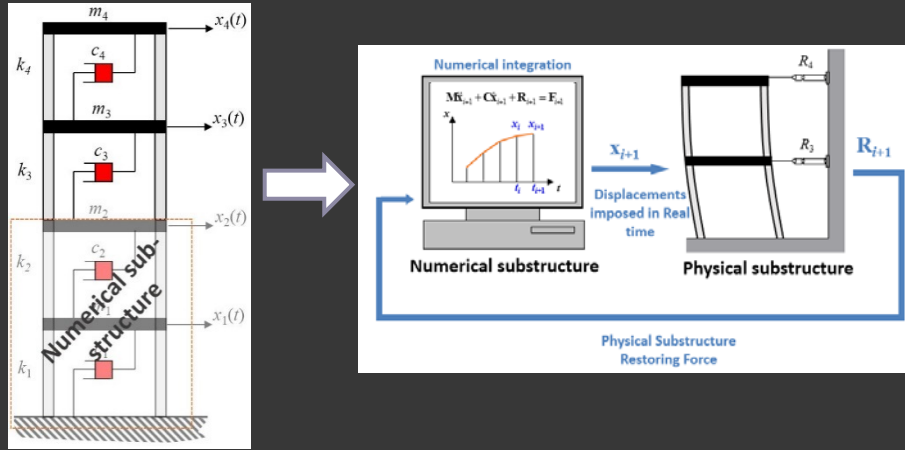 m₄
x₄(t)
c₄
k₄
m₃
x₃(t)
c₃
k₃
m₂
x₂(t)
c₂
k₂
Numerical sub-
structure
x₁(t)
k₁
Numerical integration
Mẍᵢ₊₁ + Cẋᵢ₊₁ + Rᵢ₊₁ = Fᵢ₊₁
x
xᵢ xᵢ₊₁
tᵢ tᵢ₊₁ t
Numerical substructure
xᵢ₊₁
Displacements
imposed in Real
time
R₄
R₃
Physical substructure
Rᵢ₊₁
Physical Substructure
Restoring Force